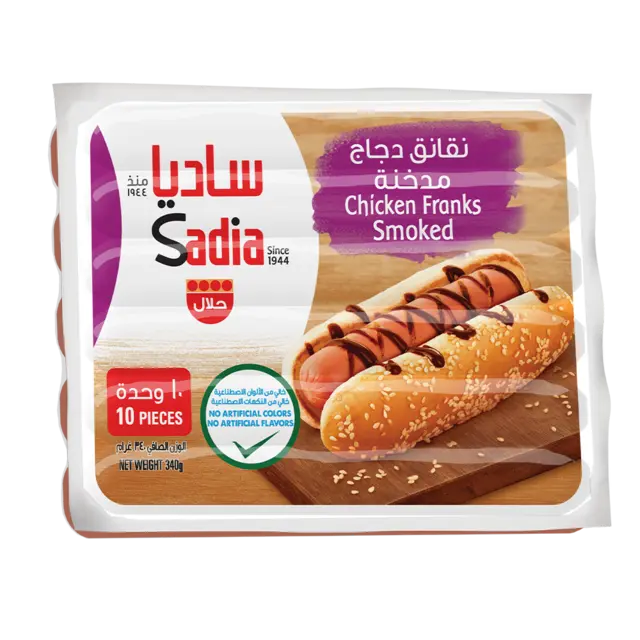 ساديا
منذ
١٩٤٤
Sadia
Since
1944
حلال
نقانق دجاج
مدخنة
Chicken Franks
Smoked
١٠ وحدة
10 PIECES
الوزن الصافي ٣٤٠ غرام
NET WEIGHT 340g
خالي من الألوان الاصطناعية
خالي من النكهات الاصطناعية
NO ARTIFICIAL COLORS
NO ARTIFICIAL FLAVORS